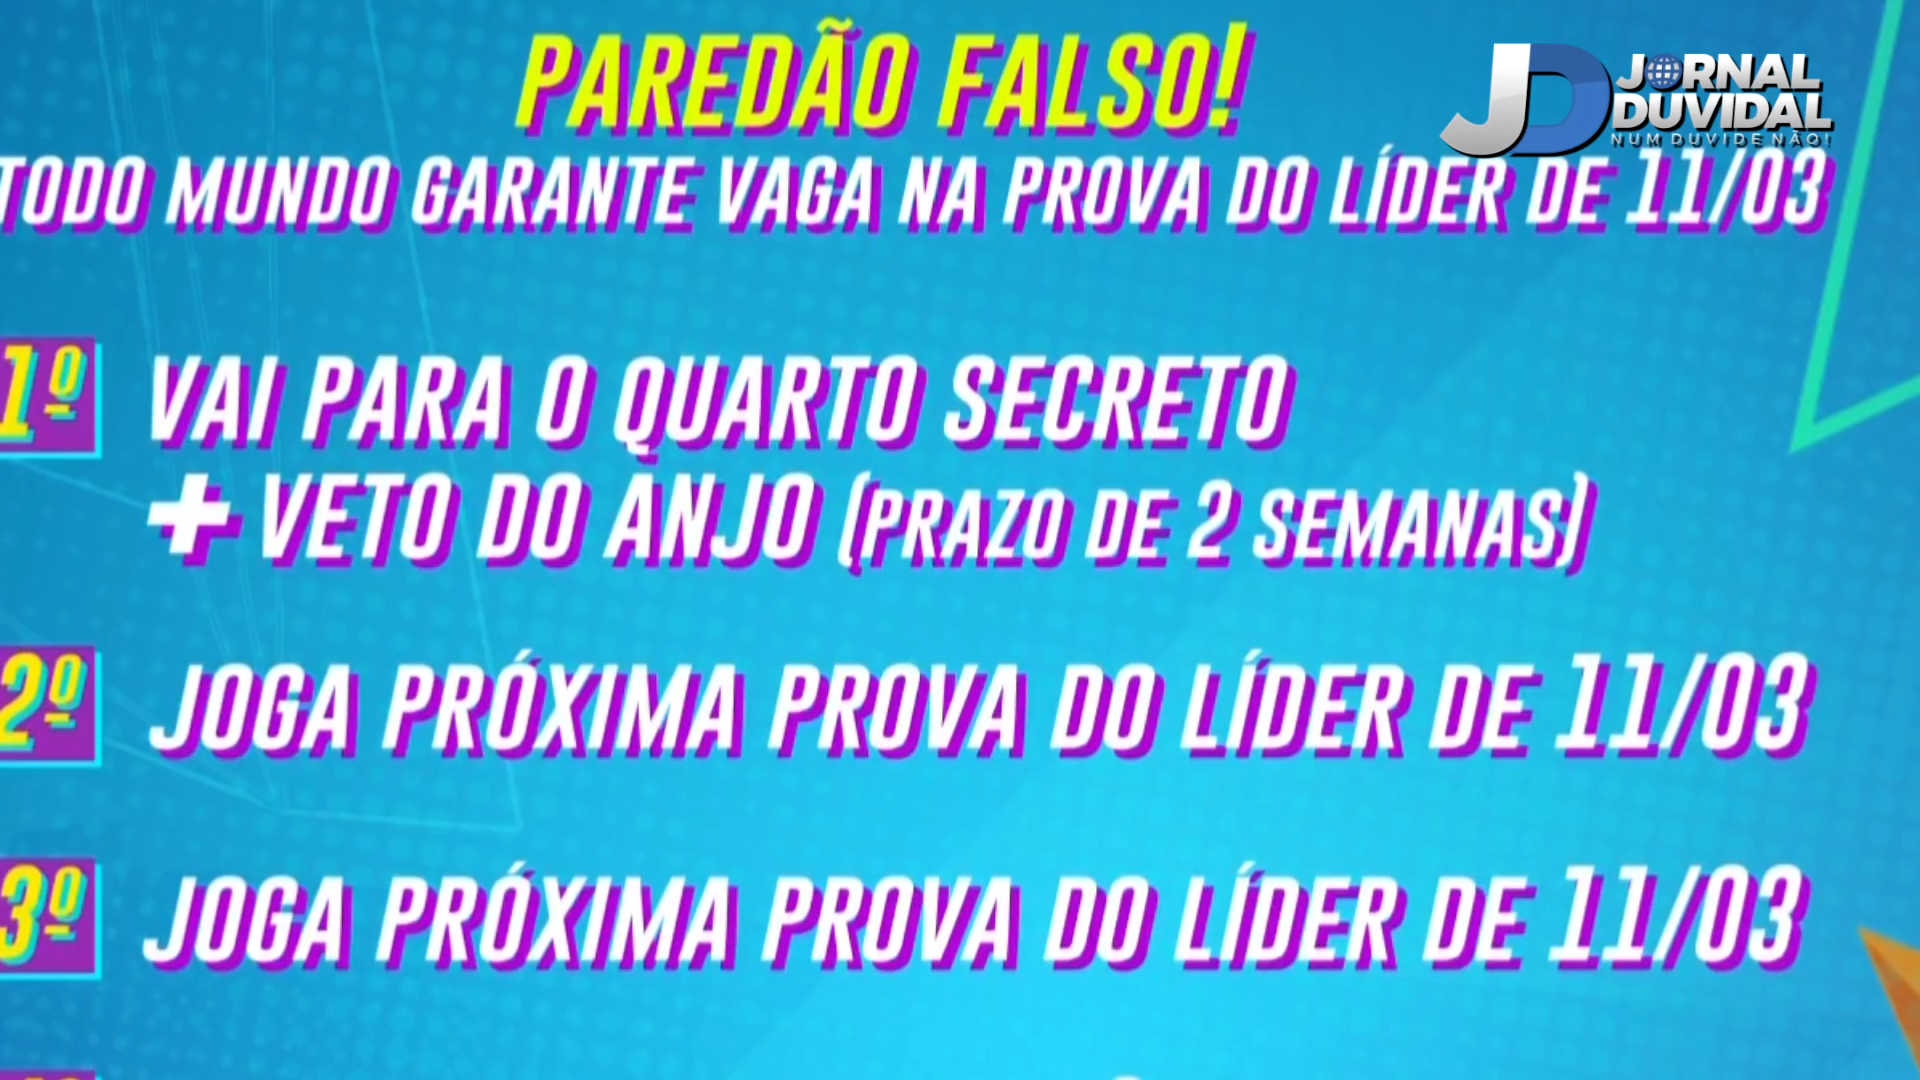 PAREDÃO FALSO!
JD JORNAL
DUVIDAL
NUM DUVIDE NÃO!
TODO MUNDO GARANTE VAGA NA PROVA DO LÍDER DE 11/03
1º VAI PARA O QUARTO SECRETO
+ VETO DO ANJO (PRAZO DE 2 SEMANAS)
2º JOGA PRÓXIMA PROVA DO LÍDER DE 11/03
3º JOGA PRÓXIMA PROVA DO LÍDER DE 11/03